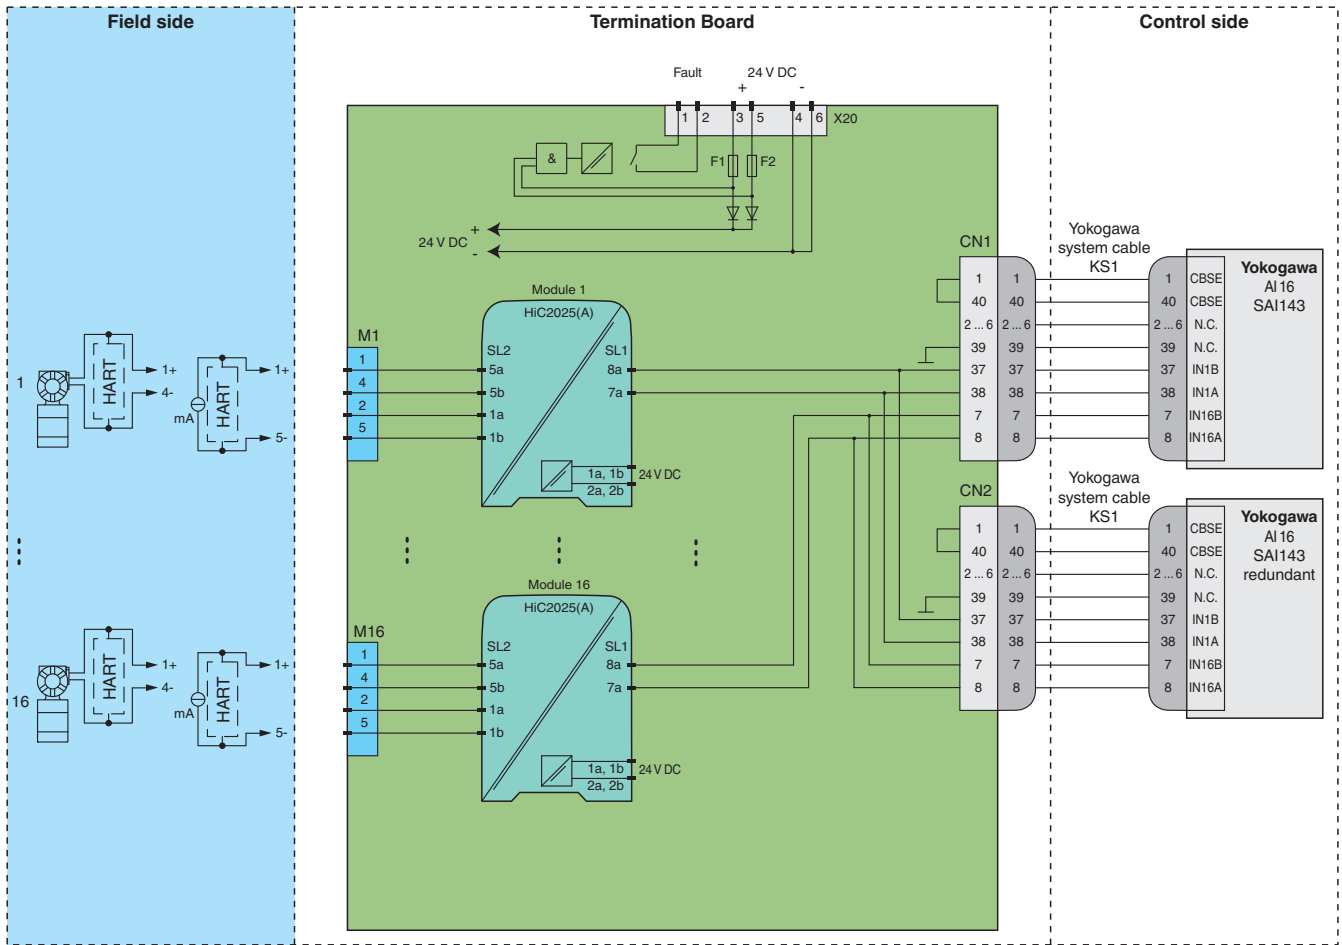 Field side
Termination Board
Control side
Fault
24 V DC
+
-
1 2 3 5 4 6
X20
&
F1
F2
+
24 V DC
-
CN1
Yokogawa
system cable
KS1
1 1 1 CBSE
40 40 40 CBSE
2 ... 6 2 ... 6 2 ... 6 N.C.
39 39 39 N.C.
37 37 37 IN1B
38 38 38 IN1A
7 7 7 IN16B
8 8 8 IN16A
Yokogawa
AI 16
SAI143
Module 1
HiC2025(A)
M1
1
4
2
5
SL2
5a
5b
1a
1b
SL1
8a
7a
1a, 1b
2a, 2b
24 V DC
1
HART
1+
4-
mA
HART
1+
5-
CN2
Yokogawa
system cable
KS1
1 1 1 CBSE
40 40 40 CBSE
2 ... 6 2 ... 6 2 ... 6 N.C.
39 39 39 N.C.
37 37 37 IN1B
38 38 38 IN1A
7 7 7 IN16B
8 8 8 IN16A
Yokogawa
AI 16
SAI143
redundant
Module 16
HiC2025(A)
M16
1
4
2
5
SL2
5a
5b
1a
1b
SL1
8a
7a
1a, 1b
2a, 2b
24 V DC
16
HART
1+
4-
mA
HART
1+
5-